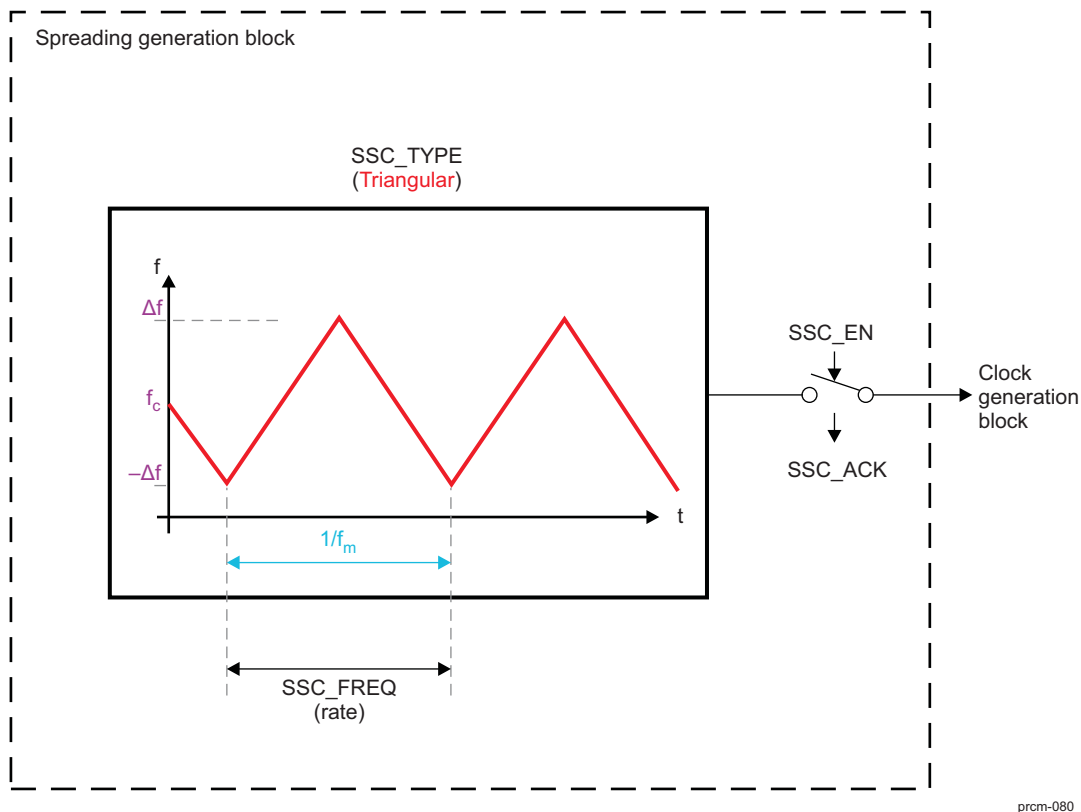 Spreading generation block
SSC_TYPE
(Triangular)
f
Δf
f_c
–Δf
t
1/f_m
SSC_EN
SSC_ACK
Clock
generation
block
SSC_FREQ
(rate)
prcm-080